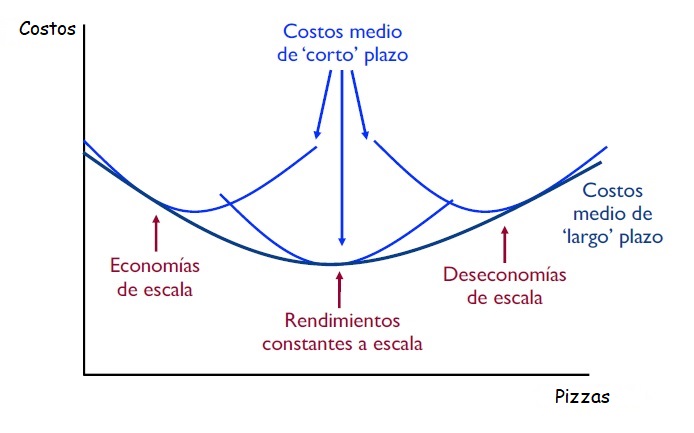 Costos
Costos medio
de ‘corto’ plazo
Costos
medio de
‘largo’ plazo
Economías
de escala
Deseconomías
de escala
Rendimientos
constantes a escala
Pizzas